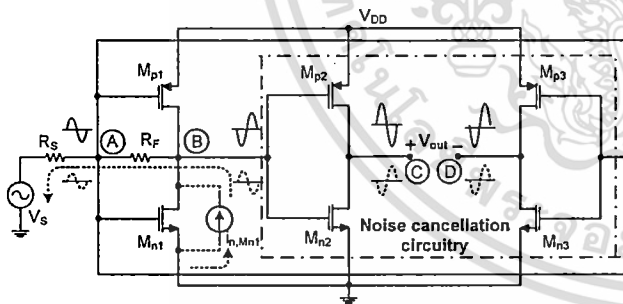 V_DD
M_p1
M_p2
M_p3
R_S
A
R_F
B
+ V_out −
C
D
V_S
M_n1
I_n,Mn1
M_n2
Noise cancellation
circuitry
M_n3